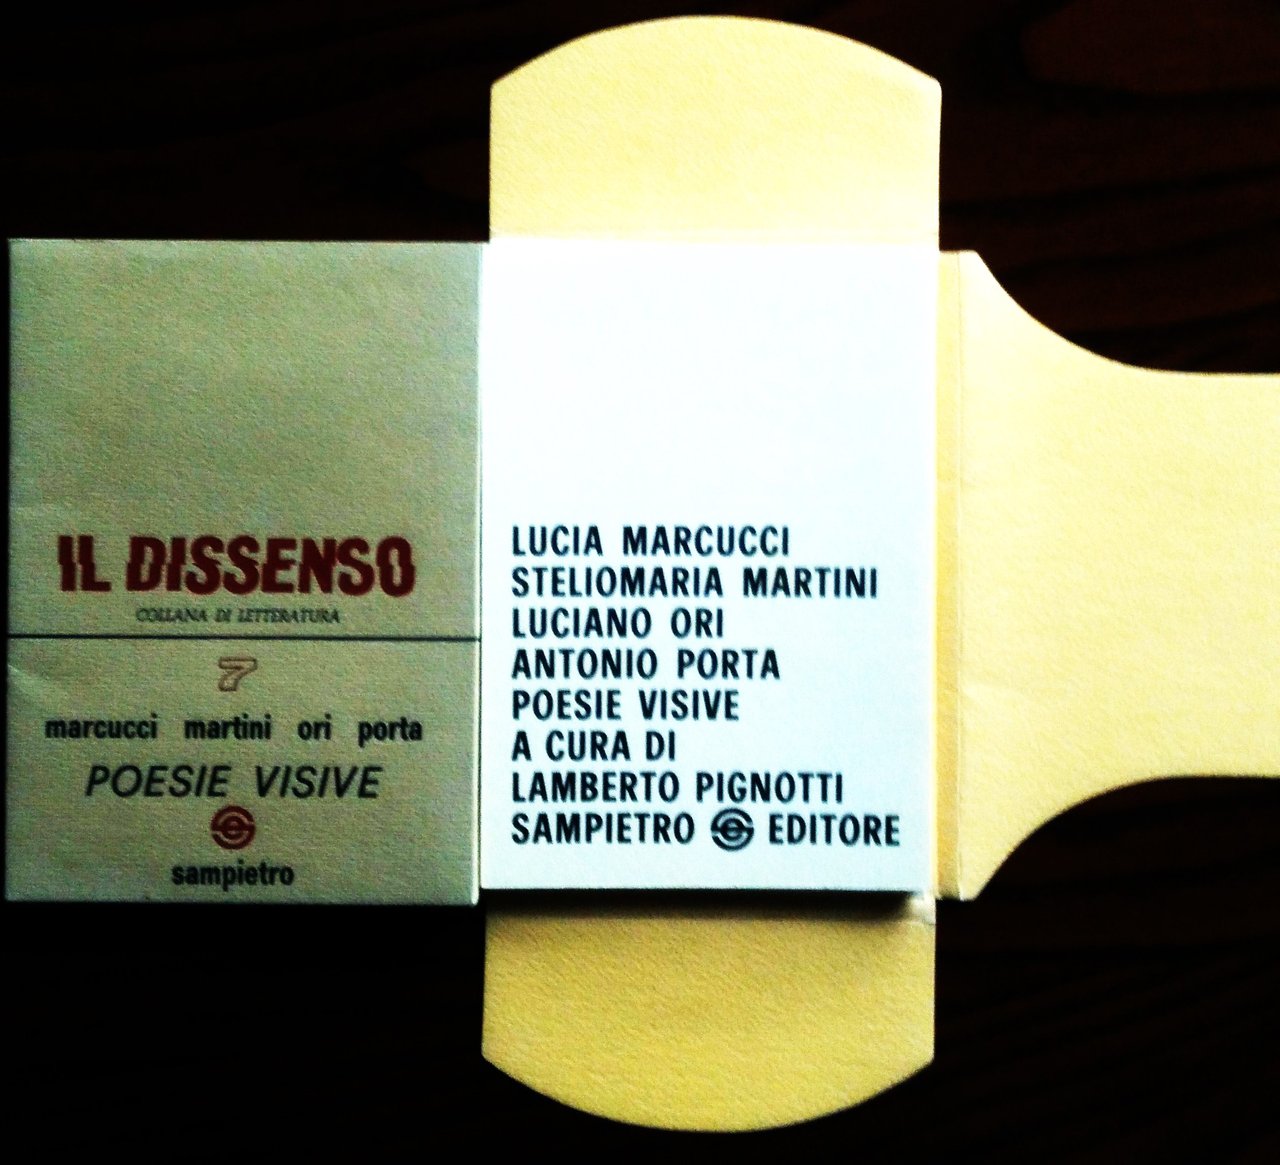 IL DISSENSO
COLLANA DI LETTERATURA
7
marcucci martini ori porta
POESIE VISIVE
sampietro
LUCIA MARCUCCI
STELIOMARIA MARTINI
LUCIANO ORI
ANTONIO PORTA
POESIE VISIVE
A CURA DI
LAMBERTO PIGNOTTI
SAMPIETRO EDITORE